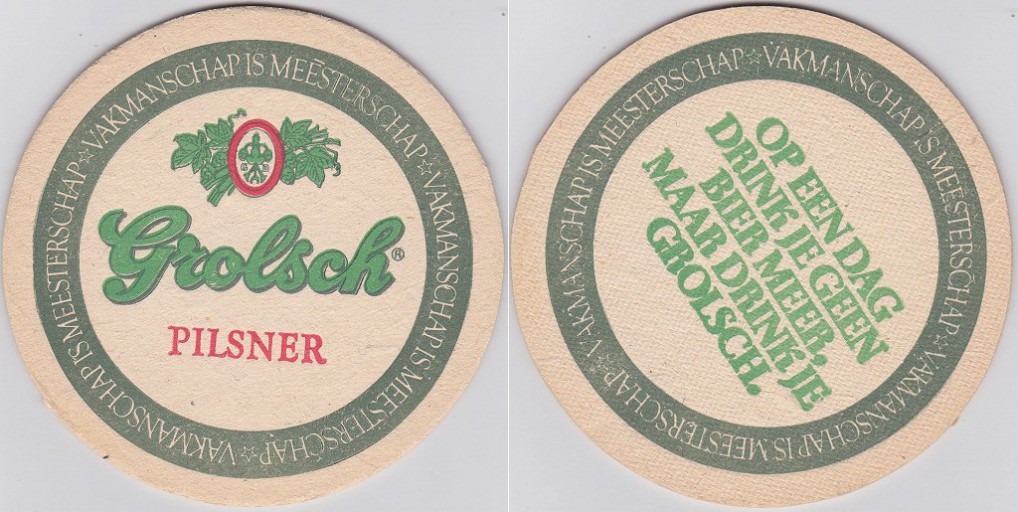 VAKMANSCHAP IS MEESTERSCHAP ☆ VAKMANSCHAP IS MEESTERSCHAP ☆ VAKMANSCHAP IS MEESTERSCHAP ☆
Grolsch®
PILSNER
VAKMANSCHAP IS MEESTERSCHAP ☆ VAKMANSCHAP IS MEESTERSCHAP ☆ VAKMANSCHAP IS MEESTERSCHAP ☆
OP EEN DAG
DRINK JE GEEN
BIER MEER,
MAAR DRINK JE
GROLSCH.